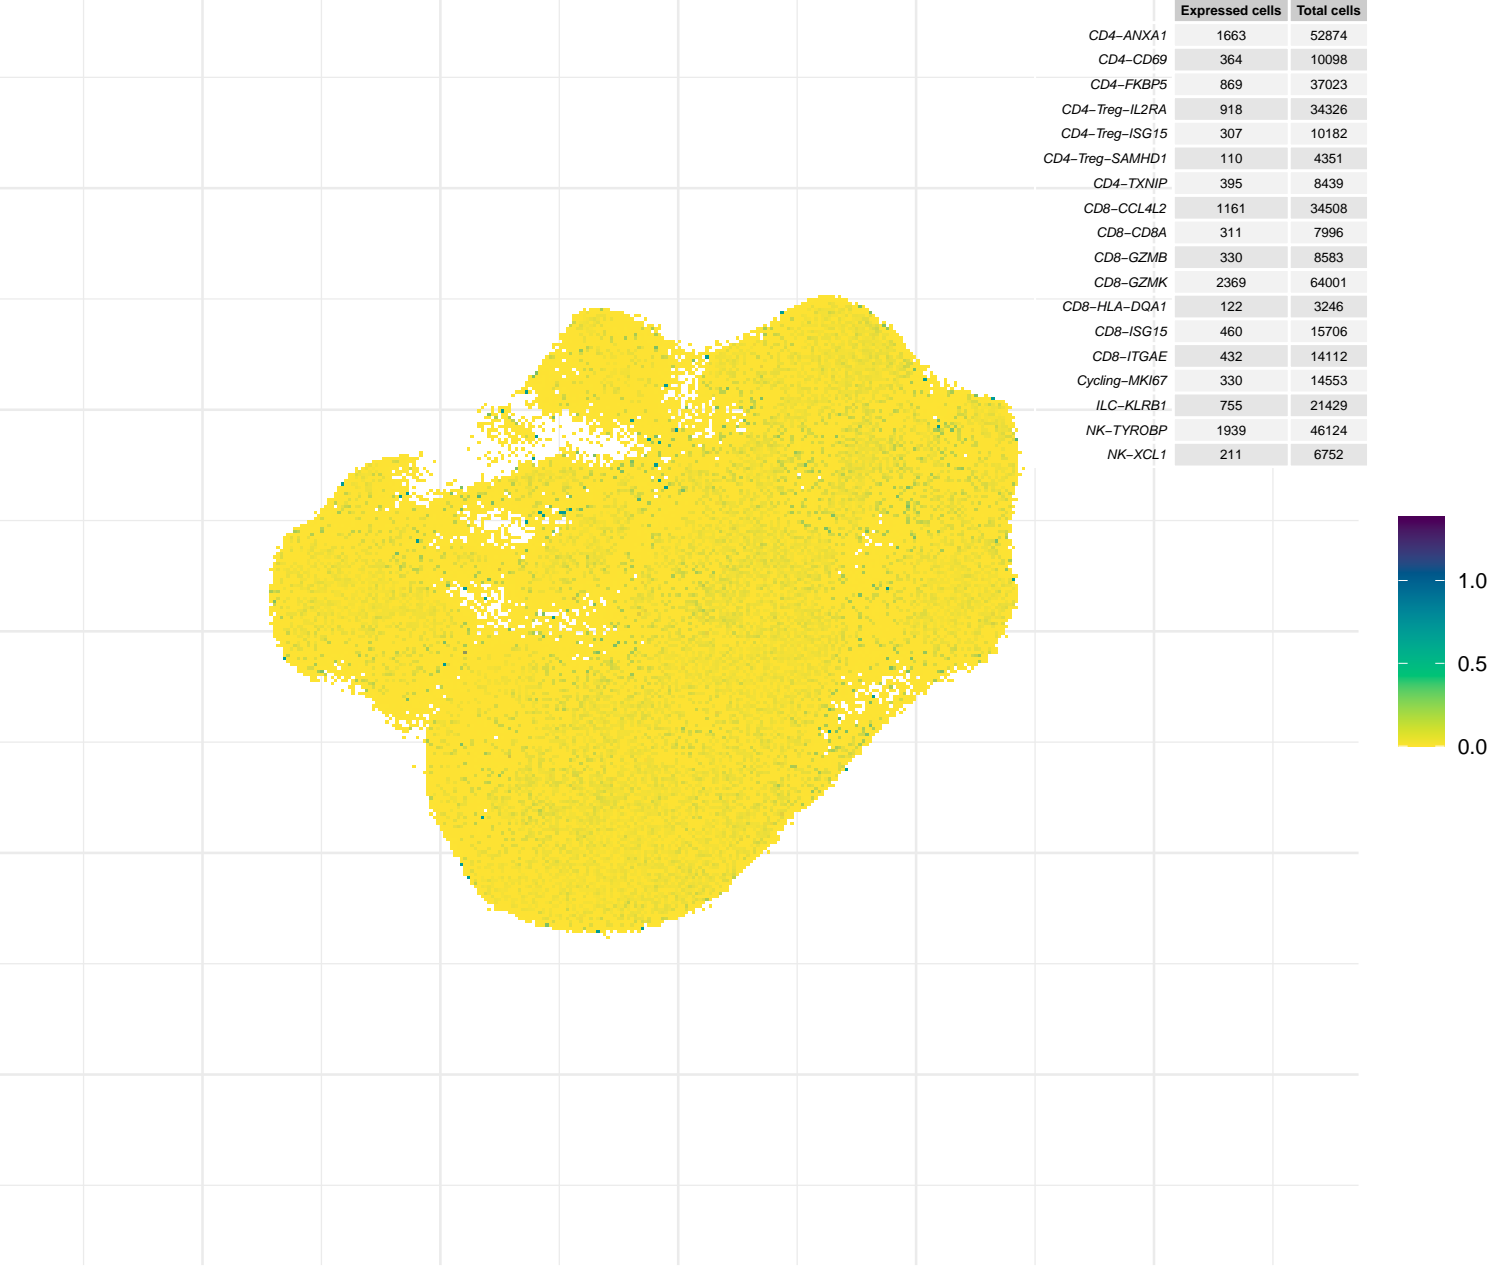 Expressed cells Total cells
CD4−ANXA1 1663 52874
CD4−CD69 364 10098
CD4−FKBP5 869 37023
CD4−Treg−IL2RA 918 34326
CD4−Treg−ISG15 307 10182
CD4−Treg−SAMHD1 110 4351
CD4−TXNIP 395 8439
CD8−CCL4L2 1161 34508
CD8−CD8A 311 7996
CD8−GZMB 330 8583
CD8−GZMK 2369 64001
CD8−HLA−DQA1 122 3246
CD8−ISG15 460 15706
CD8−ITGAE 432 14112
Cycling−MKI67 330 14553
ILC−KLRB1 755 21429
NK−TYROBP 1939 46124
NK−XCL1 211 6752
1.0
0.5
0.0